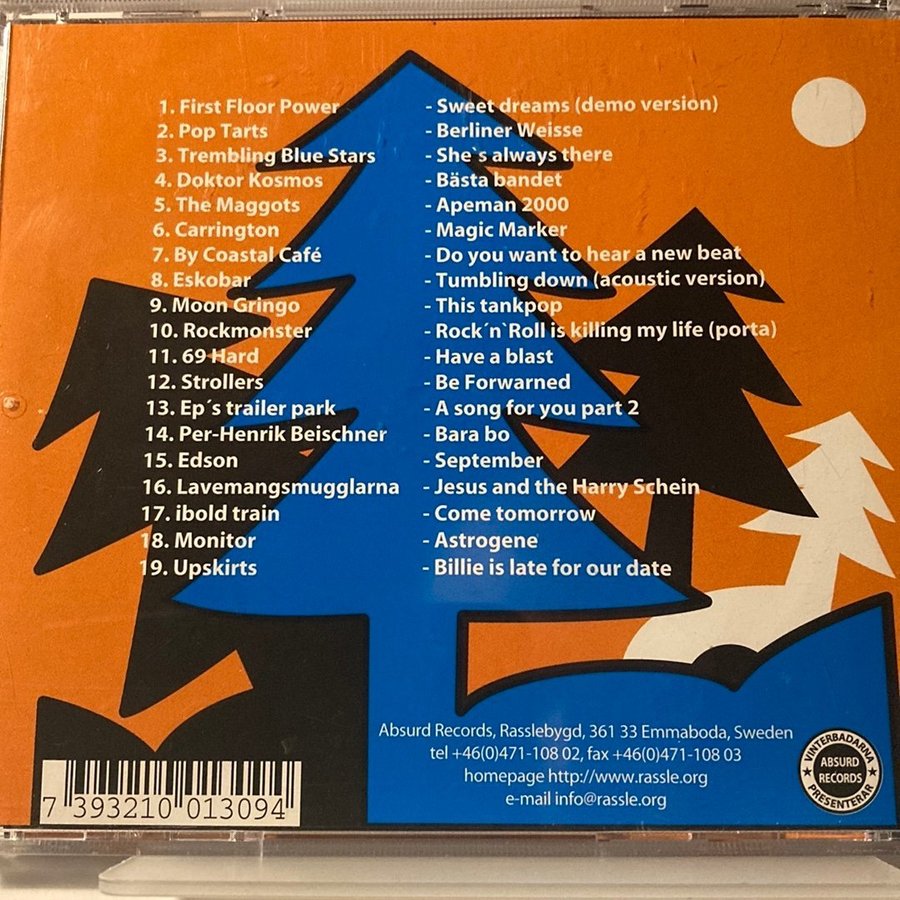 1. First Floor Power - Sweet dreams (demo version)
2. Pop Tarts - Berliner Weisse
3. Trembling Blue Stars - She`s always there
4. Doktor Kosmos - Bästa bandet
5. The Maggots - Apeman 2000
6. Carrington - Magic Marker
7. By Coastal Café - Do you want to hear a new beat
8. Eskobar - Tumbling down (acoustic version)
9. Moon Gringo - This tankpop
10. Rockmonster - Rock´n`Roll is killing my life (porta)
11. 69 Hard - Have a blast
12. Strollers - Be Forwarned
13. Ep´s trailer park - A song for you part 2
14. Per-Henrik Beischner - Bara bo
15. Edson - September
16. Lavemangsmugglarna - Jesus and the Harry Schein
17. ibold train - Come tomorrow
18. Monitor - Astrogene
19. Upskirts - Billie is late for our date
Absurd Records, Rasslebygd, 361 33 Emmaboda, Sweden
tel +46(0)471-108 02, fax +46(0)471-108 03
homepage http://www.rassle.org
e-mail info@rassle.org
VINTERBADARNA
ABSURD
RECORDS
PRESENTERAR
7 393210 013094